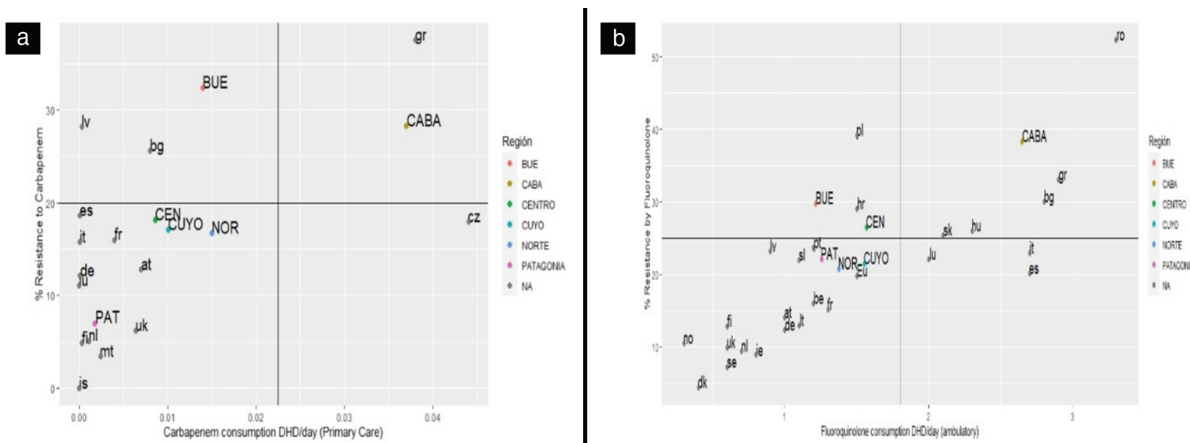 a
% Resistance to Carbapenem
30
20
10
0
gr
BUE
CABA
lv
bg
es
CEN
CUYO
NOR
cz
it
fr
de
at
lu
PAT
uk
fi
nl
mt
is
0.00 0.01 0.02 0.03 0.04
Carbapenem consumption DHD/day (Primary Care)
Región
BUE
CABA
CENTRO
CUYO
NORTE
PATAGONIA
NA
b
% Resistance by Fluoroquinolone
50
40
30
20
10
ro
pl
CABA
gr
BUE
hr
bg
CEN
sk
hu
lv
pt
sl
PAT
NOR
CUYO
EU
lu
it
es
be
fr
at
de
lt
fi
no
uk
nl
ie
se
dk
1 2 3
Fluoroquinolone consumption DHD/day (ambulatory)
Región
BUE
CABA
CENTRO
CUYO
NORTE
PATAGONI
NA